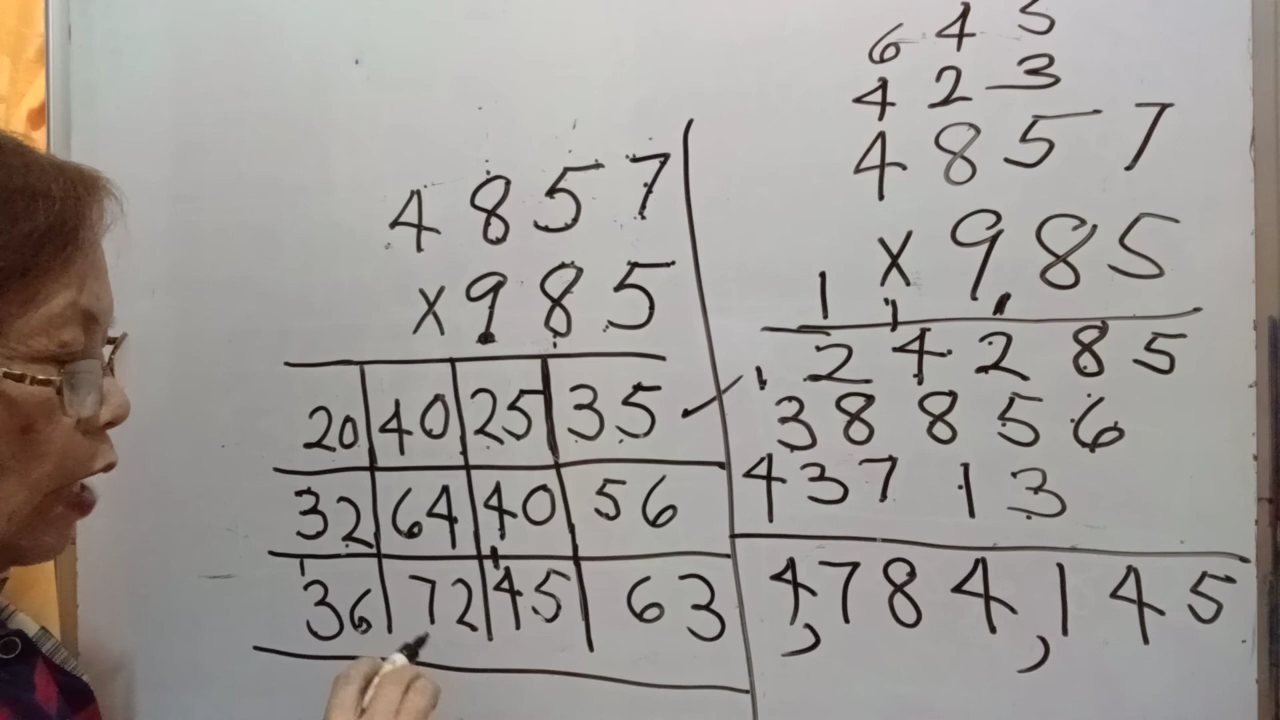 4 8 5 7
x 9 8 5
20 40 25 35
32 64 40 56
36 72 45 63
6 4 5
4 2 3
4 8 5 7
x 9 8 5
1 1
2 4 2 8 5
1
3 8 8 5 6
4 3 7 1 3
4,784,145